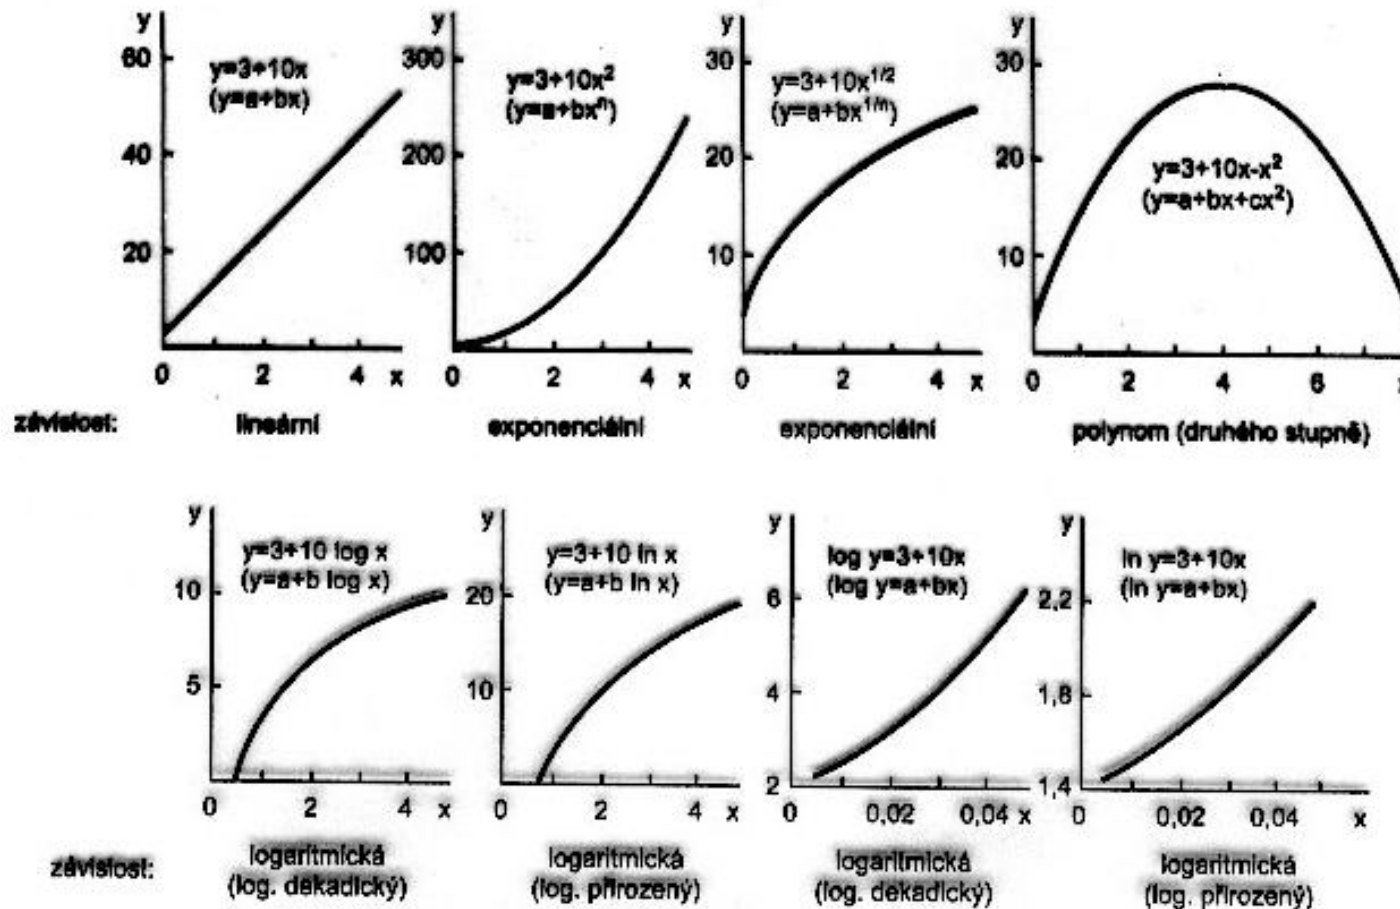 y
60
40
20
y=3+10x
(y=a+bx)
0 2 4 x
y
300
200
100
y=3+10x²
(y=a+bxⁿ)
0 2 4 x
y
30
20
10
y=3+10x^1/2
(y=a+bx^1/n)
0 2 4 x
y
30
20
10
y=3+10x-x²
(y=a+bx+cx²)
0 2 4 6
závislost: lineární exponenciální exponenciální polynom (druhého stupně)
y
10
5
y=3+10 log x
(y=a+b log x)
0 2 4 x
y
20
10
y=3+10 ln x
(y=a+b ln x)
0 2 4 x
y
6
4
2
log y=3+10x
(log y=a+bx)
0 0,02 0,04 x
y
2,2
1,8
1,4
ln y=3+10x
(ln y=a+bx)
0 0,02 0,04 x
závislost: logaritmická logaritmická logaritmická logaritmická
(log. dekadický) (log. přirozený) (log. dekadický) (log. přirozený)